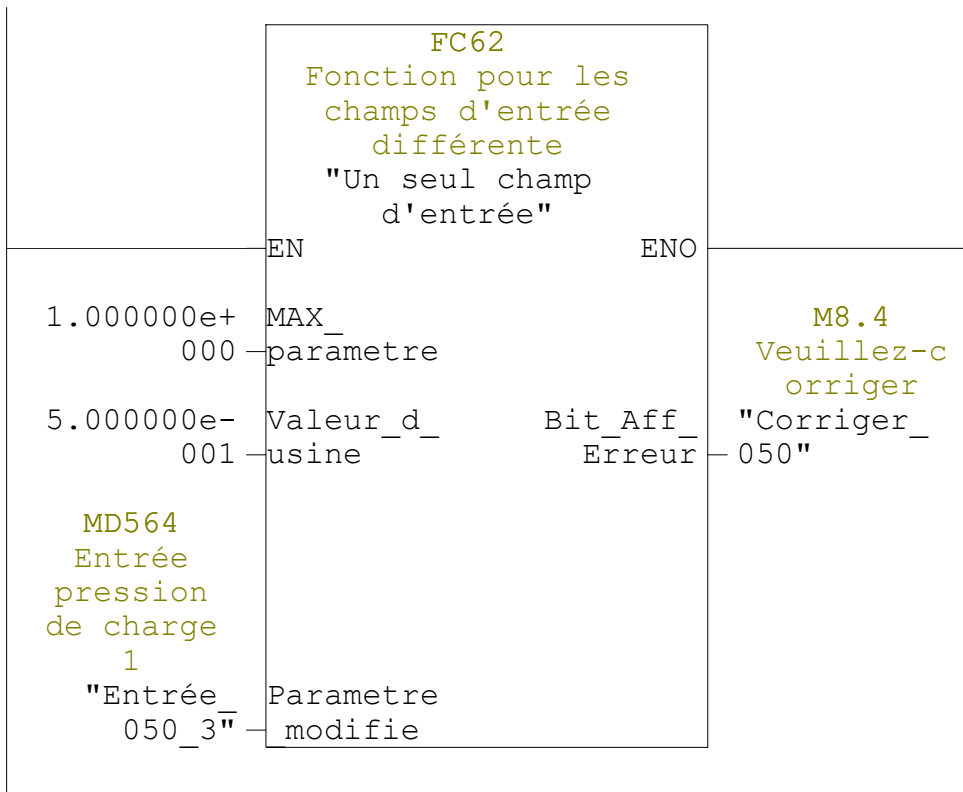 FC62
Fonction pour les
champs d'entrée
différente
"Un seul champ
d'entrée"
EN ENO
1.000000e+ MAX_
000 parametre
M8.4
Veuillez-c
orriger
5.000000e- Valeur_d_ Bit_Aff_ "Corriger_
001 usine Erreur 050"
MD564
Entrée
pression
de charge
1
"Entrée_ Parametre
050_3" _modifie